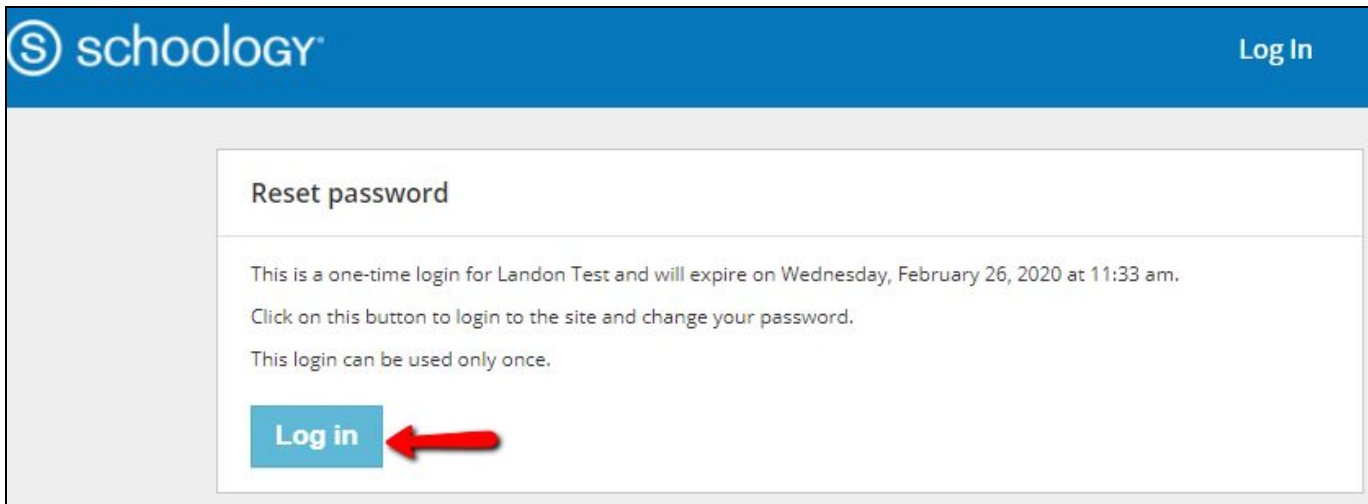 S schoology
Log In
Reset password
This is a one-time login for Landon Test and will expire on Wednesday, February 26, 2020 at 11:33 am.
Click on this button to login to the site and change your password.
This login can be used only once.
Log in